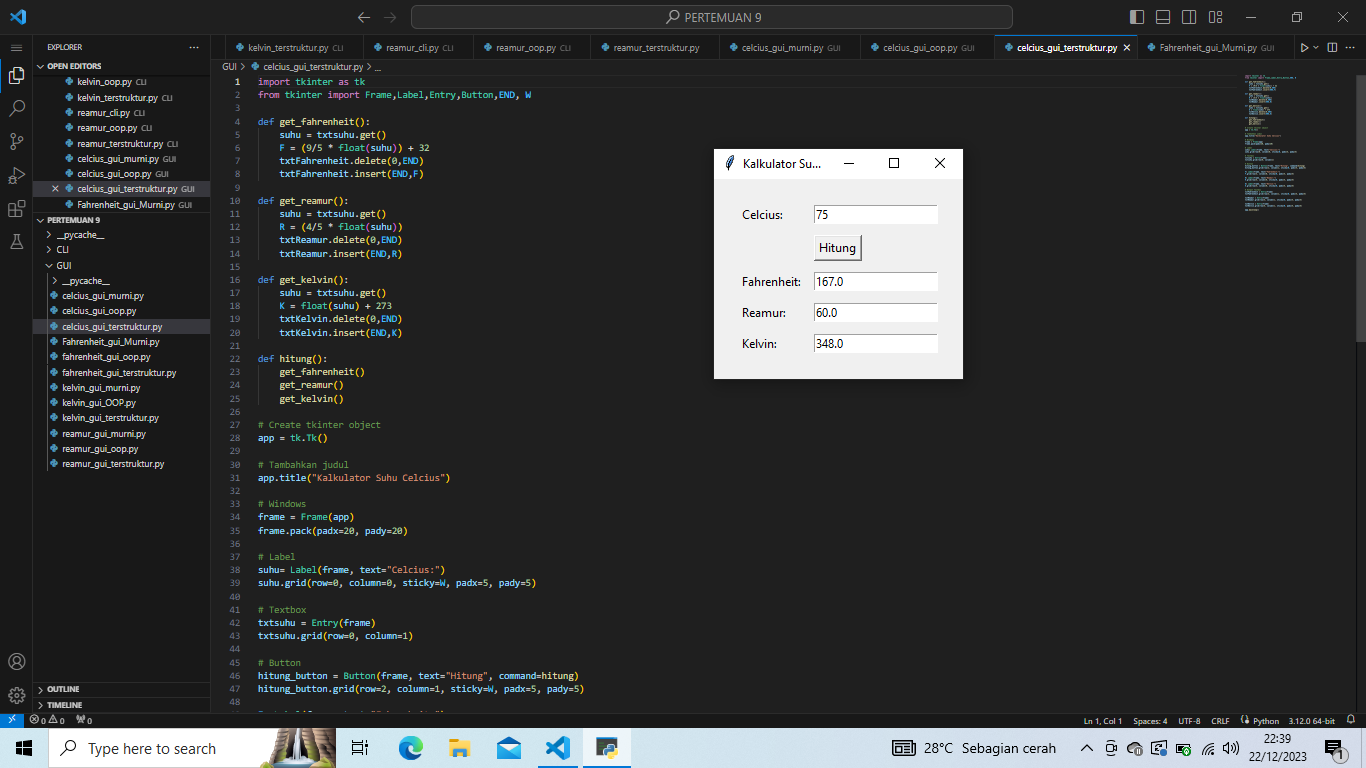 PERTEMUAN 9
EXPLORER
kelvin_terstruktur.py CLI
reamur_cli.py CLI
reamur_oop.py CLI
reamur_terstruktur.py
celcius_gui_murni.py GUI
celcius_gui_oop.py GUI
celcius_gui_terstruktur.py
Fahrenheit_gui_Murni.py GUI
OPEN EDITORS
kelvin_oop.py CLI
kelvin_terstruktur.py CLI
reamur_cli.py CLI
reamur_oop.py CLI
reamur_terstruktur.py CLI
celcius_gui_murni.py GUI
celcius_gui_oop.py GUI
celcius_gui_terstruktur.py GUI
Fahrenheit_gui_Murni.py GUI
PERTEMUAN 9
__pycache__
CLI
GUI
__pycache__
celcius_gui_murni.py
celcius_gui_oop.py
celcius_gui_terstruktur.py
Fahrenheit_gui_Murni.py
fahrenheit_gui_oop.py
fahrenheit_gui_terstruktur.py
kelvin_gui_murni.py
kelvin_gui_OOP.py
kelvin_gui_terstruktur.py
reamur_gui_murni.py
reamur_gui_oop.py
reamur_gui_terstruktur.py
OUTLINE
TIMELINE
GUI > celcius_gui_terstruktur.py > ...
1 import tkinter as tk
2 from tkinter import Frame,Label,Entry,Button,END, W
3
4 def get_fahrenheit():
5 suhu = txtsuhu.get()
6 F = (9/5 * float(suhu)) + 32
7 txtFahrenheit.delete(0,END)
8 txtFahrenheit.insert(END,F)
9
10 def get_reamur():
11 suhu = txtsuhu.get()
12 R = (4/5 * float(suhu))
13 txtReamur.delete(0,END)
14 txtReamur.insert(END,R)
15
16 def get_kelvin():
17 suhu = txtsuhu.get()
18 K = float(suhu) + 273
19 txtKelvin.delete(0,END)
20 txtKelvin.insert(END,K)
21
22 def hitung():
23 get_fahrenheit()
24 get_reamur()
25 get_kelvin()
26
27 # Create tkinter object
28 app = tk.Tk()
29
30 # Tambahkan judul
31 app.title("Kalkulator Suhu Celcius")
32
33 # Windows
34 frame = Frame(app)
35 frame.pack(padx=20, pady=20)
36
37 # Label
38 suhu= Label(frame, text="Celcius:")
39 suhu.grid(row=0, column=0, sticky=W, padx=5, pady=5)
40
41 # Textbox
42 txtsuhu = Entry(frame)
43 txtsuhu.grid(row=0, column=1)
44
45 # Button
46 hitung_button = Button(frame, text="Hitung", command=hitung)
47 hitung_button.grid(row=2, column=1, sticky=W, padx=5, pady=5)
48
Kalkulator Su...
Celcius: 75
Hitung
Fahrenheit: 167.0
Reamur: 60.0
Kelvin: 348.0
0 0 0 Ln 1, Col 1 Spaces: 4 UTF-8 CRLF Python 3.12.0 64-bit
Type here to search
28°C Sebagian cerah
22:39
22/12/2023
1